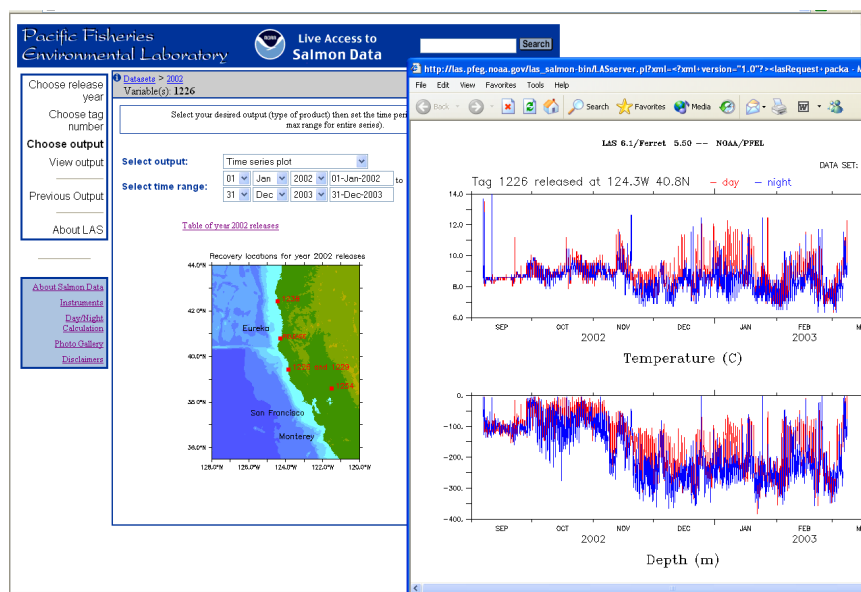 Pacific Fisheries
Environmental Laboratory
NOAA
Live Access to
Salmon Data
Search
Choose release
year
Choose tag
number
Choose output
View output
Previous Output
About LAS
About Salmon Data
Instruments
Day/Night
Calculation
Photo Gallery
Disclaimers
Datasets > 2002
Variable(s): 1226
Select your desired output (type of product) then set the time per
max range for entire series).
Select output:
Time series plot
Select time range:
01 Jan 2002 01-Jan-2002 to
31 Dec 2003 31-Dec-2003
Table of year 2002 releases
Recovery locations for year 2002 releases
44.0°N
42.0°N
40.0°N
38.0°N
36.0°N
128.0°W 126.0°W 124.0°W 122.0°W 120.0°W
Eureka
1226 and 1229
San Francisco
Monterey
http://las.pfeg.noaa.gov/las_salmon-bin/LASserver.pl?xml=<?xml+version="1.0"?><lasRequest+packa - M
File Edit View Favorites Tools Help
Back Search Favorites Media
LAS 6.1/Ferret 5.50 -- NOAA/PFEL
DATA SET:
Tag 1226 released at 124.3W 40.8N – day – night
14.0
12.0
10.0
8.0
6.0
SEP OCT NOV DEC JAN FEB M
2002 2003
Temperature (C)
0.
-100.
-200.
-300.
-400.
SEP OCT NOV DEC JAN FEB M
2002 2003
Depth (m)